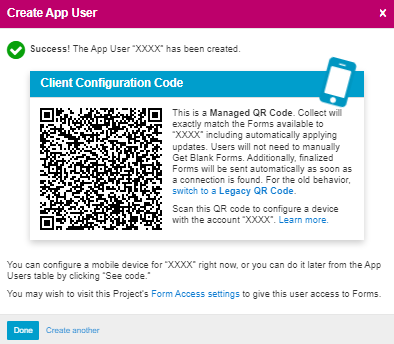 Create App User x
Success! The App User "XXXX" has been created.
Client Configuration Code
This is a Managed QR Code. Collect will
exactly match the Forms available to
"XXXX" including automatically applying
updates. Users will not need to manually
Get Blank Forms. Additionally, finalized
Forms will be sent automatically as soon as
a connection is found. For the old behavior,
switch to a Legacy QR Code.
Scan this QR code to configure a device
with the account "XXXX". Learn more.
You can configure a mobile device for "XXXX" right now, or you can do it later from the App
Users table by clicking "See code."
You may wish to visit this Project's Form Access settings to give this user access to Forms.
Done Create another